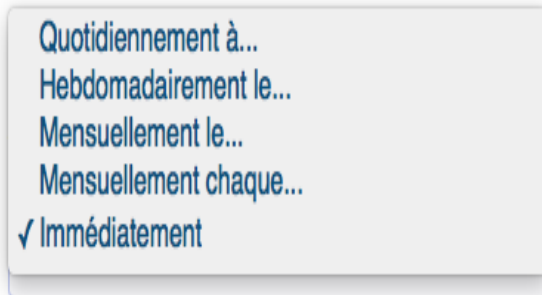 Quotidiennement à...
Hebdomadairement le...
Mensuellement le...
Mensuellement chaque...
✓ Immédiatement